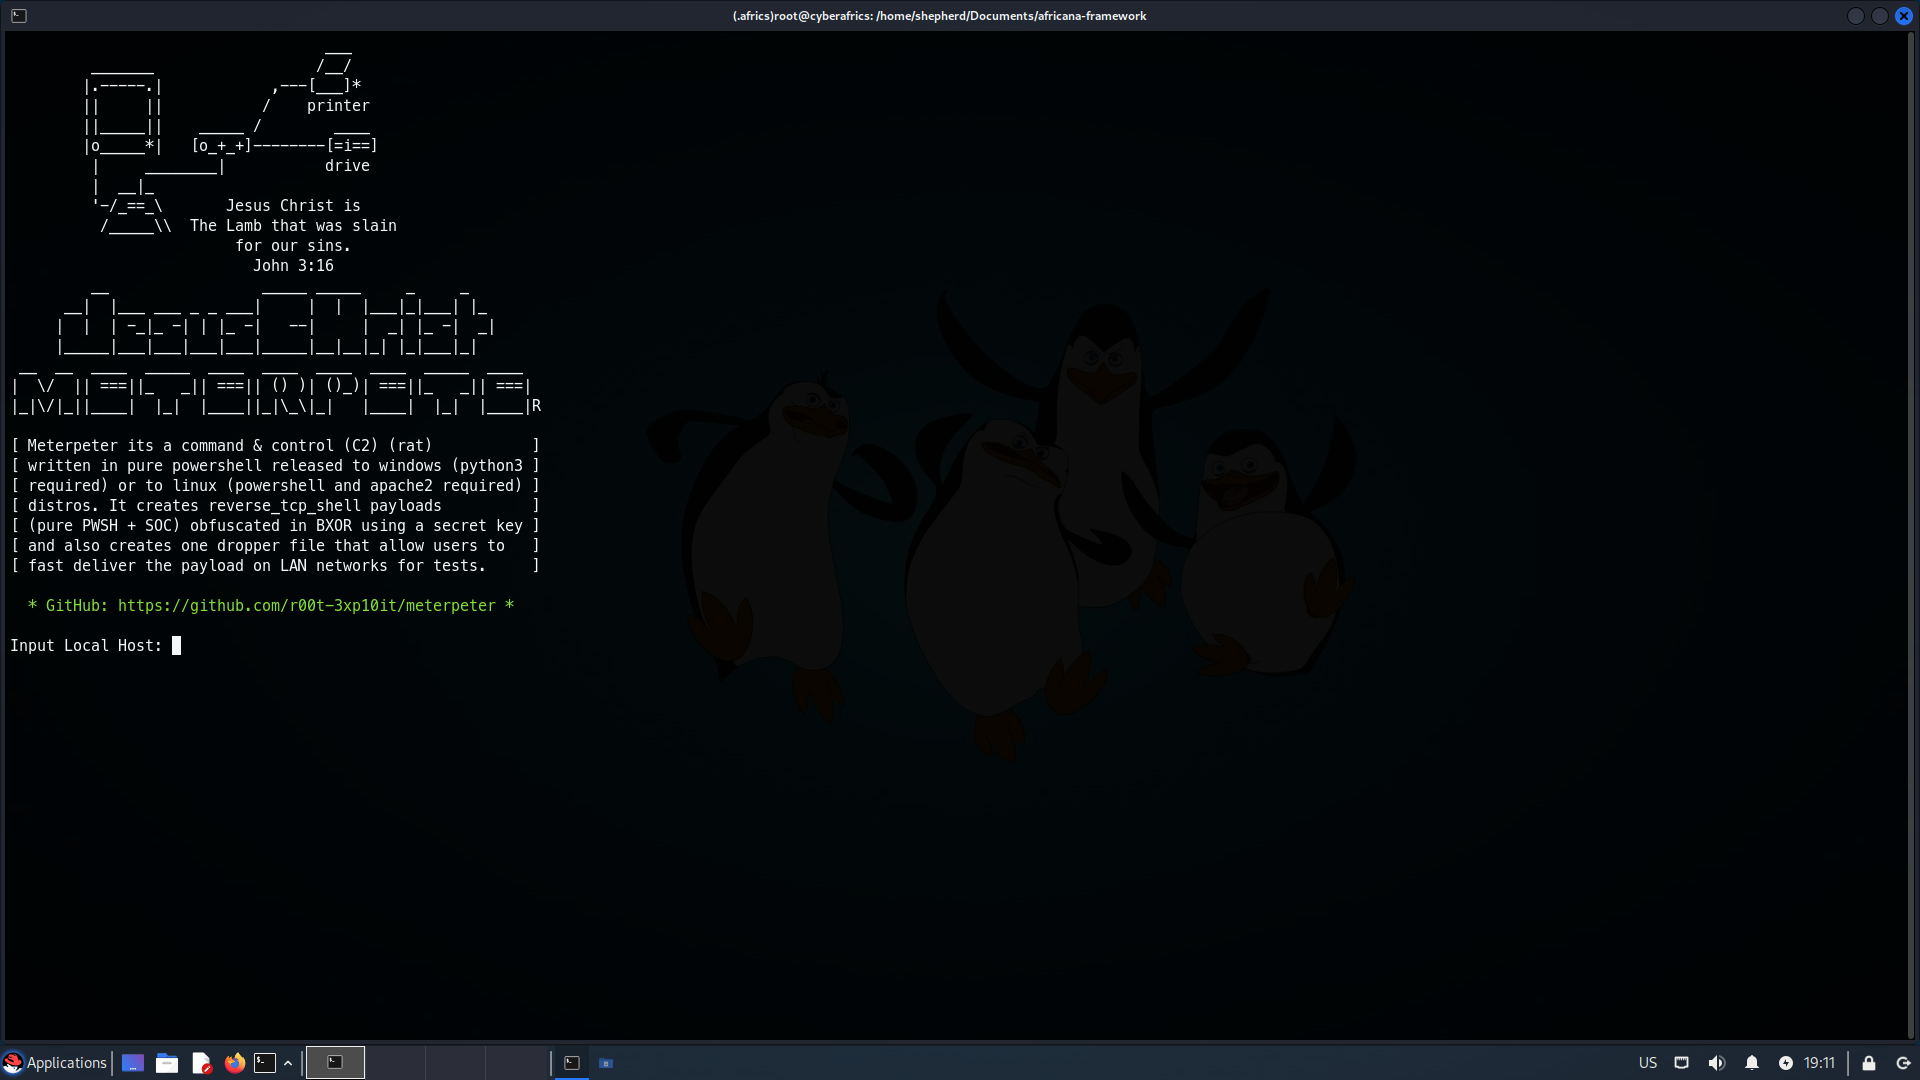 (.africs)root@cyberafrics: /home/shepherd/Documents/africana-framework
printer
drive
Jesus Christ is
The Lamb that was slain
for our sins.
John 3:16
JesusCHrist
METERPETER
[ Meterpeter its a command & control (C2) (rat) ]
[ written in pure powershell released to windows (python3 ]
[ required) or to linux (powershell and apache2 required) ]
[ distros. It creates reverse_tcp_shell payloads ]
[ (pure PWSH + SOC) obfuscated in BXOR using a secret key ]
[ and also creates one dropper file that allow users to ]
[ fast deliver the payload on LAN networks for tests. ]
* GitHub: https://github.com/r00t-3xp10it/meterpeter *
Input Local Host:
Applications
US
19:11